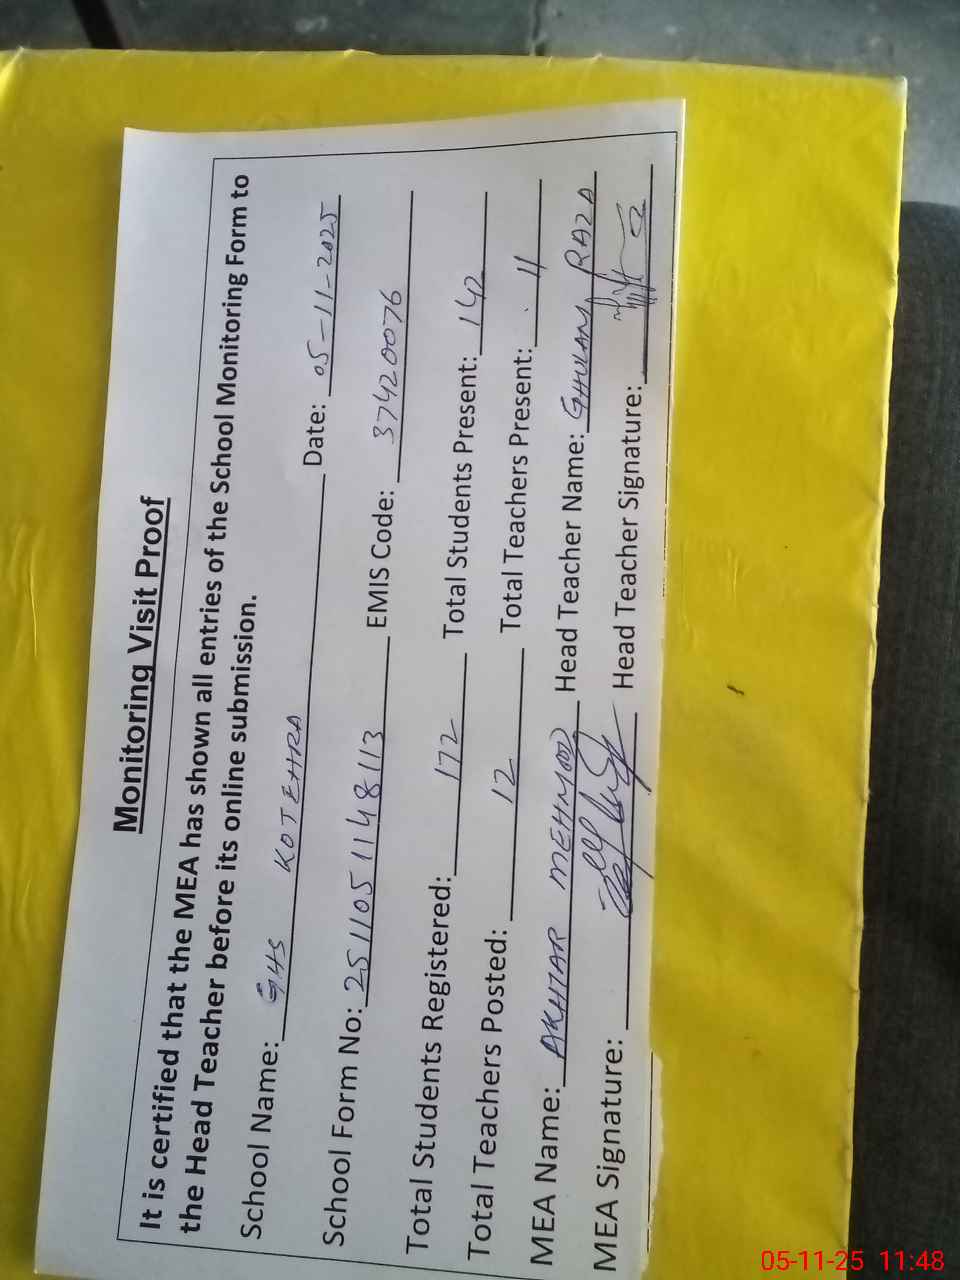 Monitoring Visit Proof
It is certified that the MEA has shown all entries of the School Monitoring Form to
the Head Teacher before its online submission.
School Name: GHS KOTEHRA Date: 05-11-2025
School Form No: 2511051148113 EMIS Code: 37420076
Total Students Registered: 172 Total Students Present: 142
Total Teachers Posted: 12 Total Teachers Present: 11
MEA Name: AKHTAR MEHMOOD Head Teacher Name: GHULAM RAZA
MEA Signature: Head Teacher Signature:
05-11-25 11:48